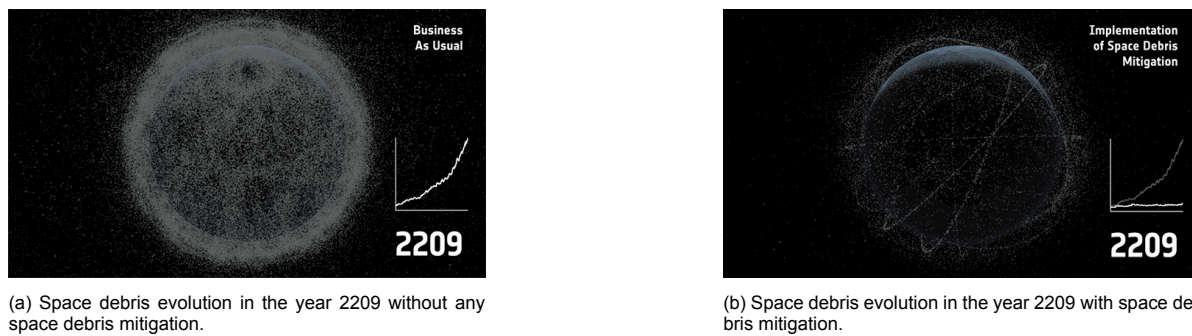 Business
As Usual
2209
(a) Space debris evolution in the year 2209 without any
space debris mitigation.
Implementation
of Space Debris
Mitigation
2209
(b) Space debris evolution in the year 2209 with space de
bris mitigation.